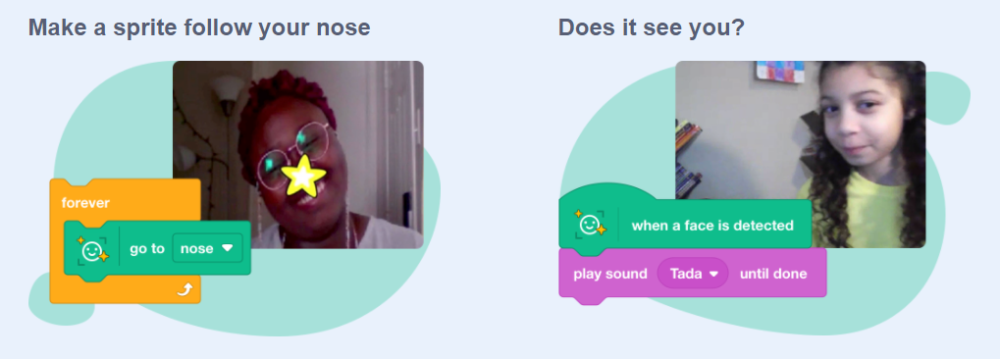 Make a sprite follow your nose
forever
go to nose
Does it see you?
when a face is detected
play sound Tada until done